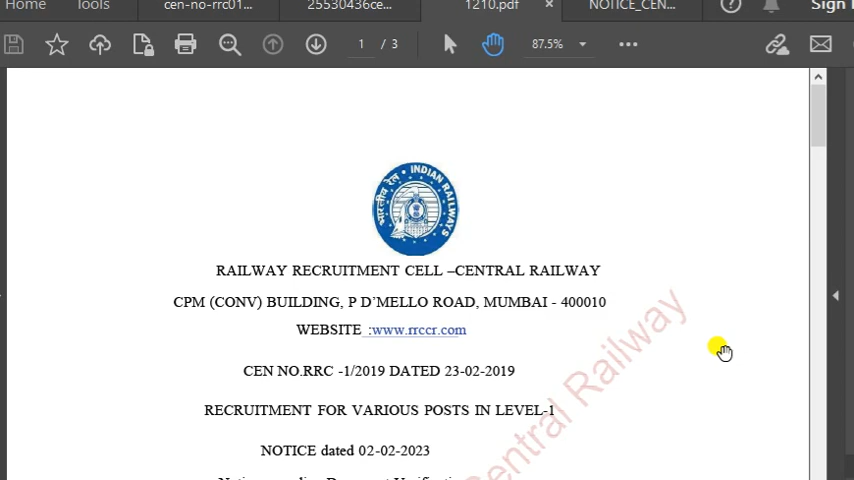 Home Tools cen-no-rrc01... 25530436ce... 1210.pdf × NOTICE_CEN... Sign
1 / 3 87.5%
भारतीय रेल • INDIAN RAILWAYS
RAILWAY RECRUITMENT CELL –CENTRAL RAILWAY
CPM (CONV) BUILDING, P D’MELLO ROAD, MUMBAI - 400010
WEBSITE :www.rrccr.com
CEN NO.RRC -1/2019 DATED 23-02-2019
RECRUITMENT FOR VARIOUS POSTS IN LEVEL-1
NOTICE dated 02-02-2023
Central Railway